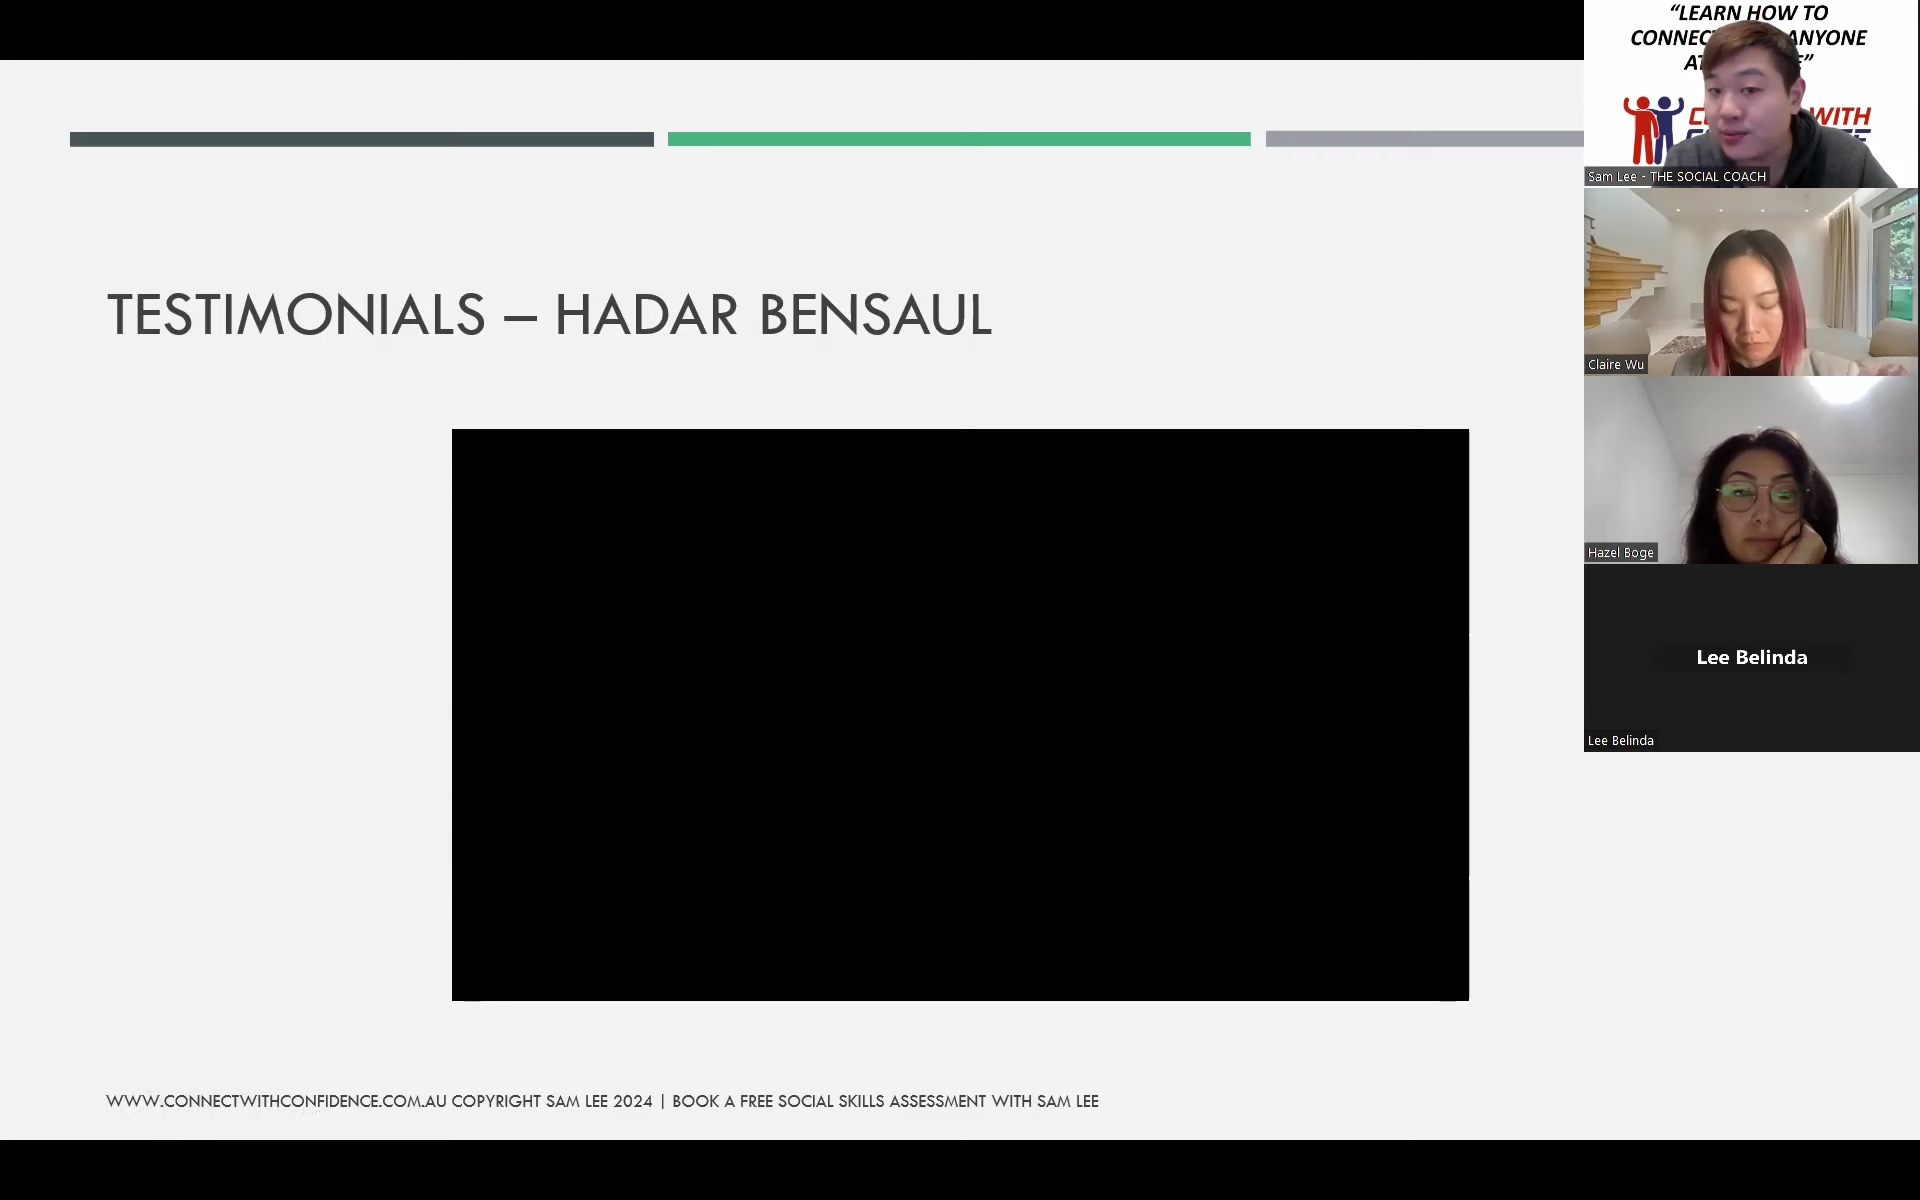 TESTIMONIALS – HADAR BENSAUL
WWW.CONNECTWITHCONFIDENCE.COM.AU COPYRIGHT SAM LEE 2024 | BOOK A FREE SOCIAL SKILLS ASSESSMENT WITH SAM LEE
“LEARN HOW TO
ANYONE
WITH
Sam Lee - THE SOCIAL COACH
Claire Wu
Hazel Boge
Lee Belinda
Lee Belinda